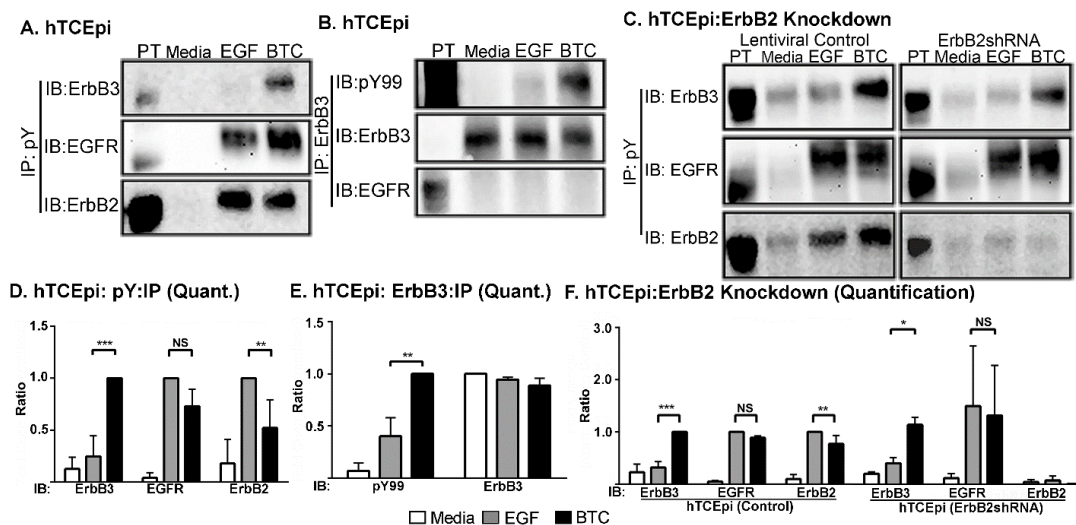 A. hTCEpi
PT Media EGF BTC
IP: pY
IB:ErbB3
IB:EGFR
IB:ErbB2
B. hTCEpi
PT Media EGF BTC
IP: ErbB3
IB:pY99
IB:ErbB3
IB:EGFR
C. hTCEpi:ErbB2 Knockdown
Lentiviral Control ErbB2shRNA
PT Media EGF BTC PT Media EGF BTC
IP: pY
IB: ErbB3
IB: EGFR
IB: ErbB2
D. hTCEpi: pY:IP (Quant.)
Ratio
1.5
1.0
0.5
*** NS **
IB: ErbB3 EGFR ErbB2
E. hTCEpi: ErbB3:IP (Quant.)
Ratio
1.5
1.0
0.5
**
IB: pY99 ErbB3
F. hTCEpi:ErbB2 Knockdown (Quantification)
Ratio
3.0
2.0
1.0
*** NS ** * NS
IB: ErbB3 EGFR ErbB2 ErbB3 EGFR ErbB2
hTCEpi (Control) hTCEpi (ErbB2shRNA)
Media EGF BTC